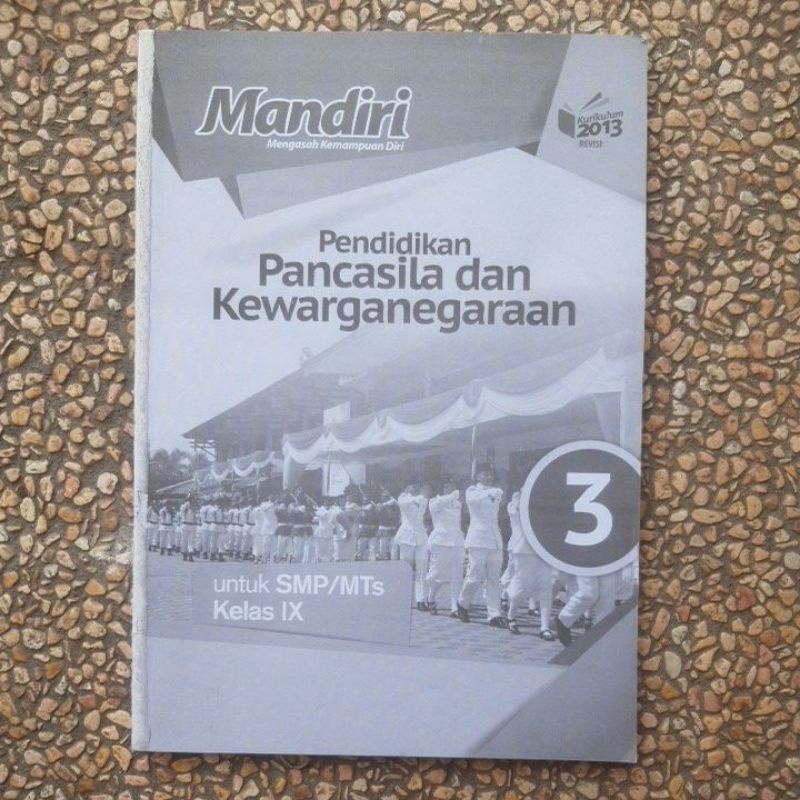 Mandiri
Mengasah Kemampuan Diri
Kurikulum
2013
REVISI
Pendidikan
Pancasila dan
Kewarganegaraan
3
untuk SMP/MTs
Kelas IX